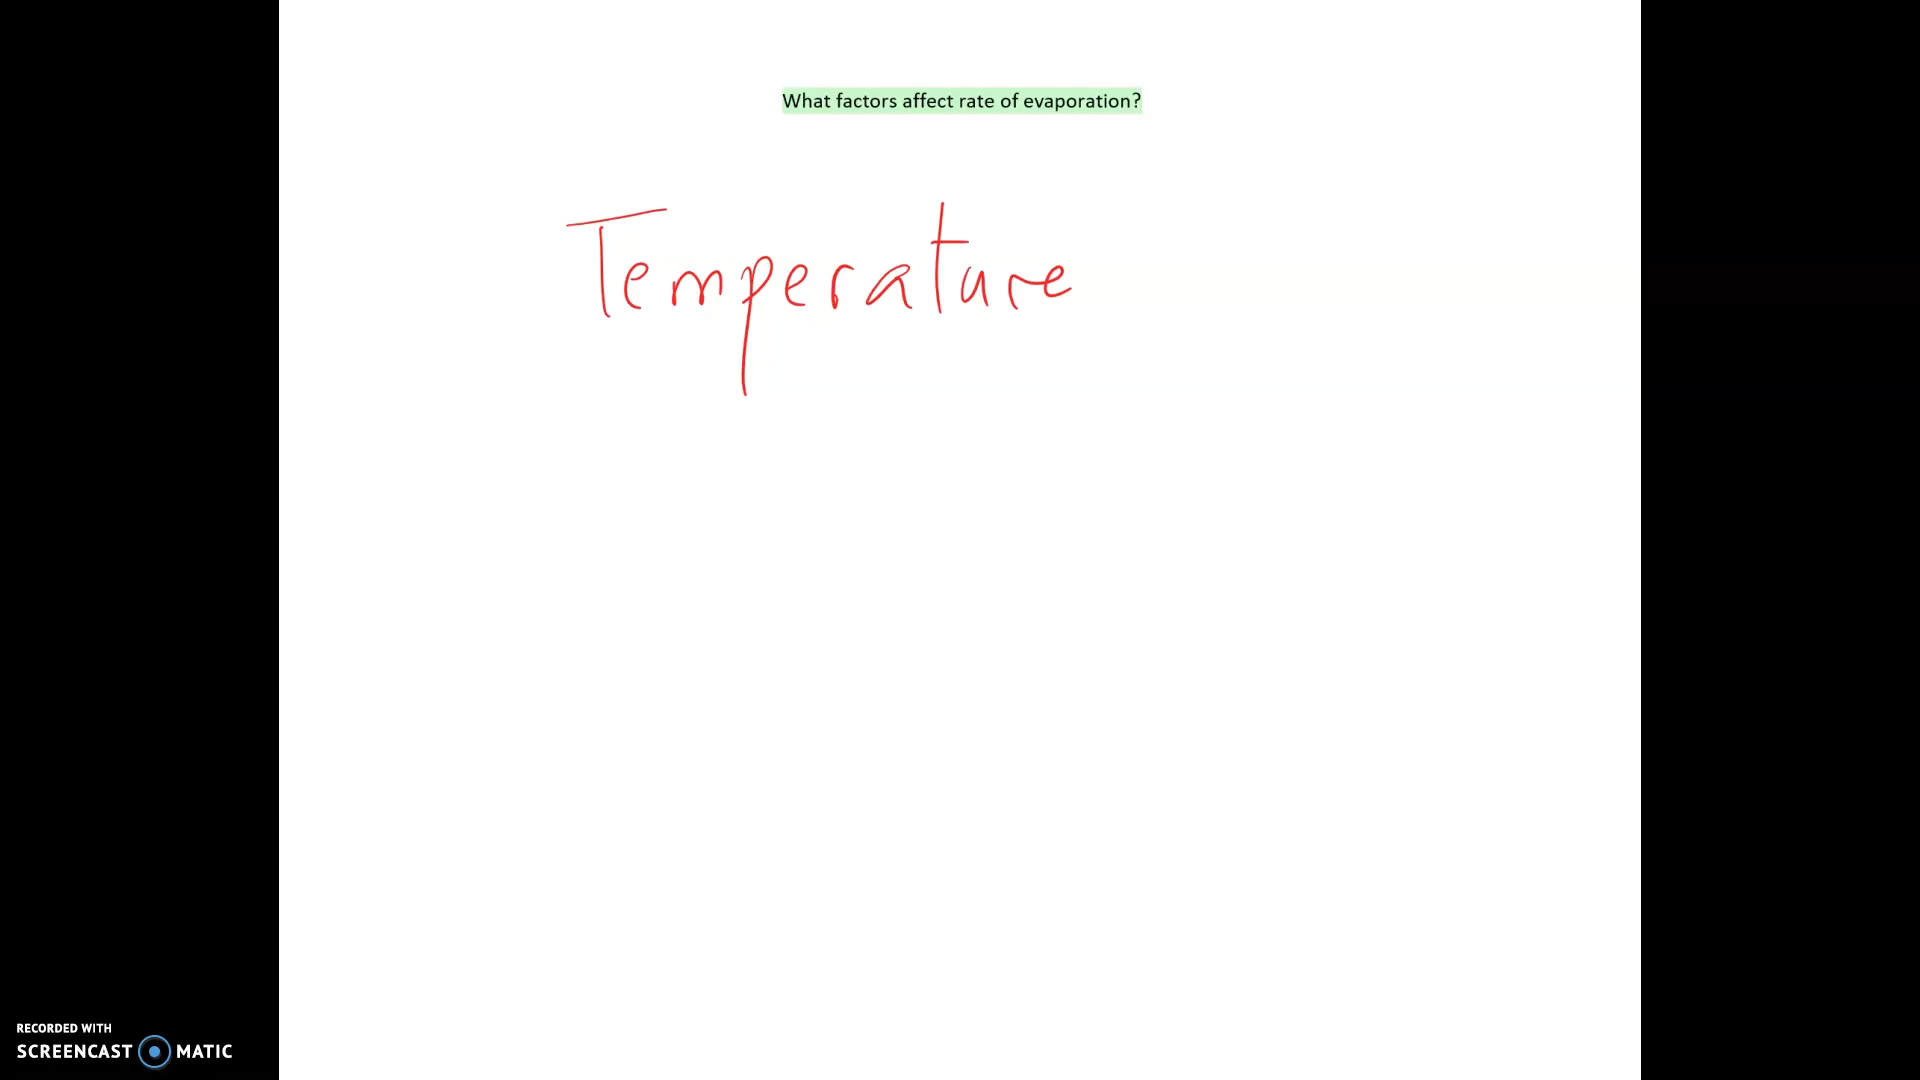 What factors affect rate of evaporation?
Temperature
RECORDED WITH
SCREENCAST MATIC